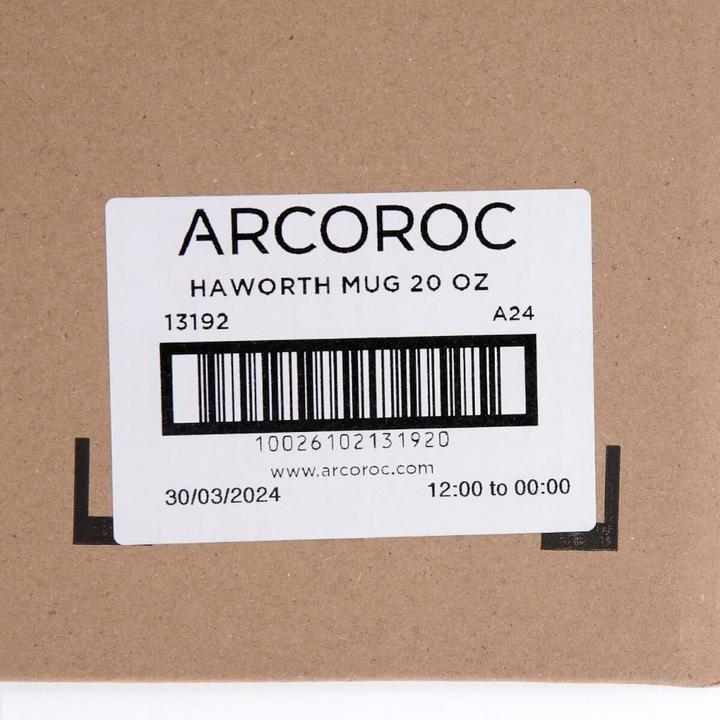 ARCOROC
HAWORTH MUG 20 OZ
13192 A24
10026102131920
www.arcoroc.com
30/03/2024 12:00 to 00:00